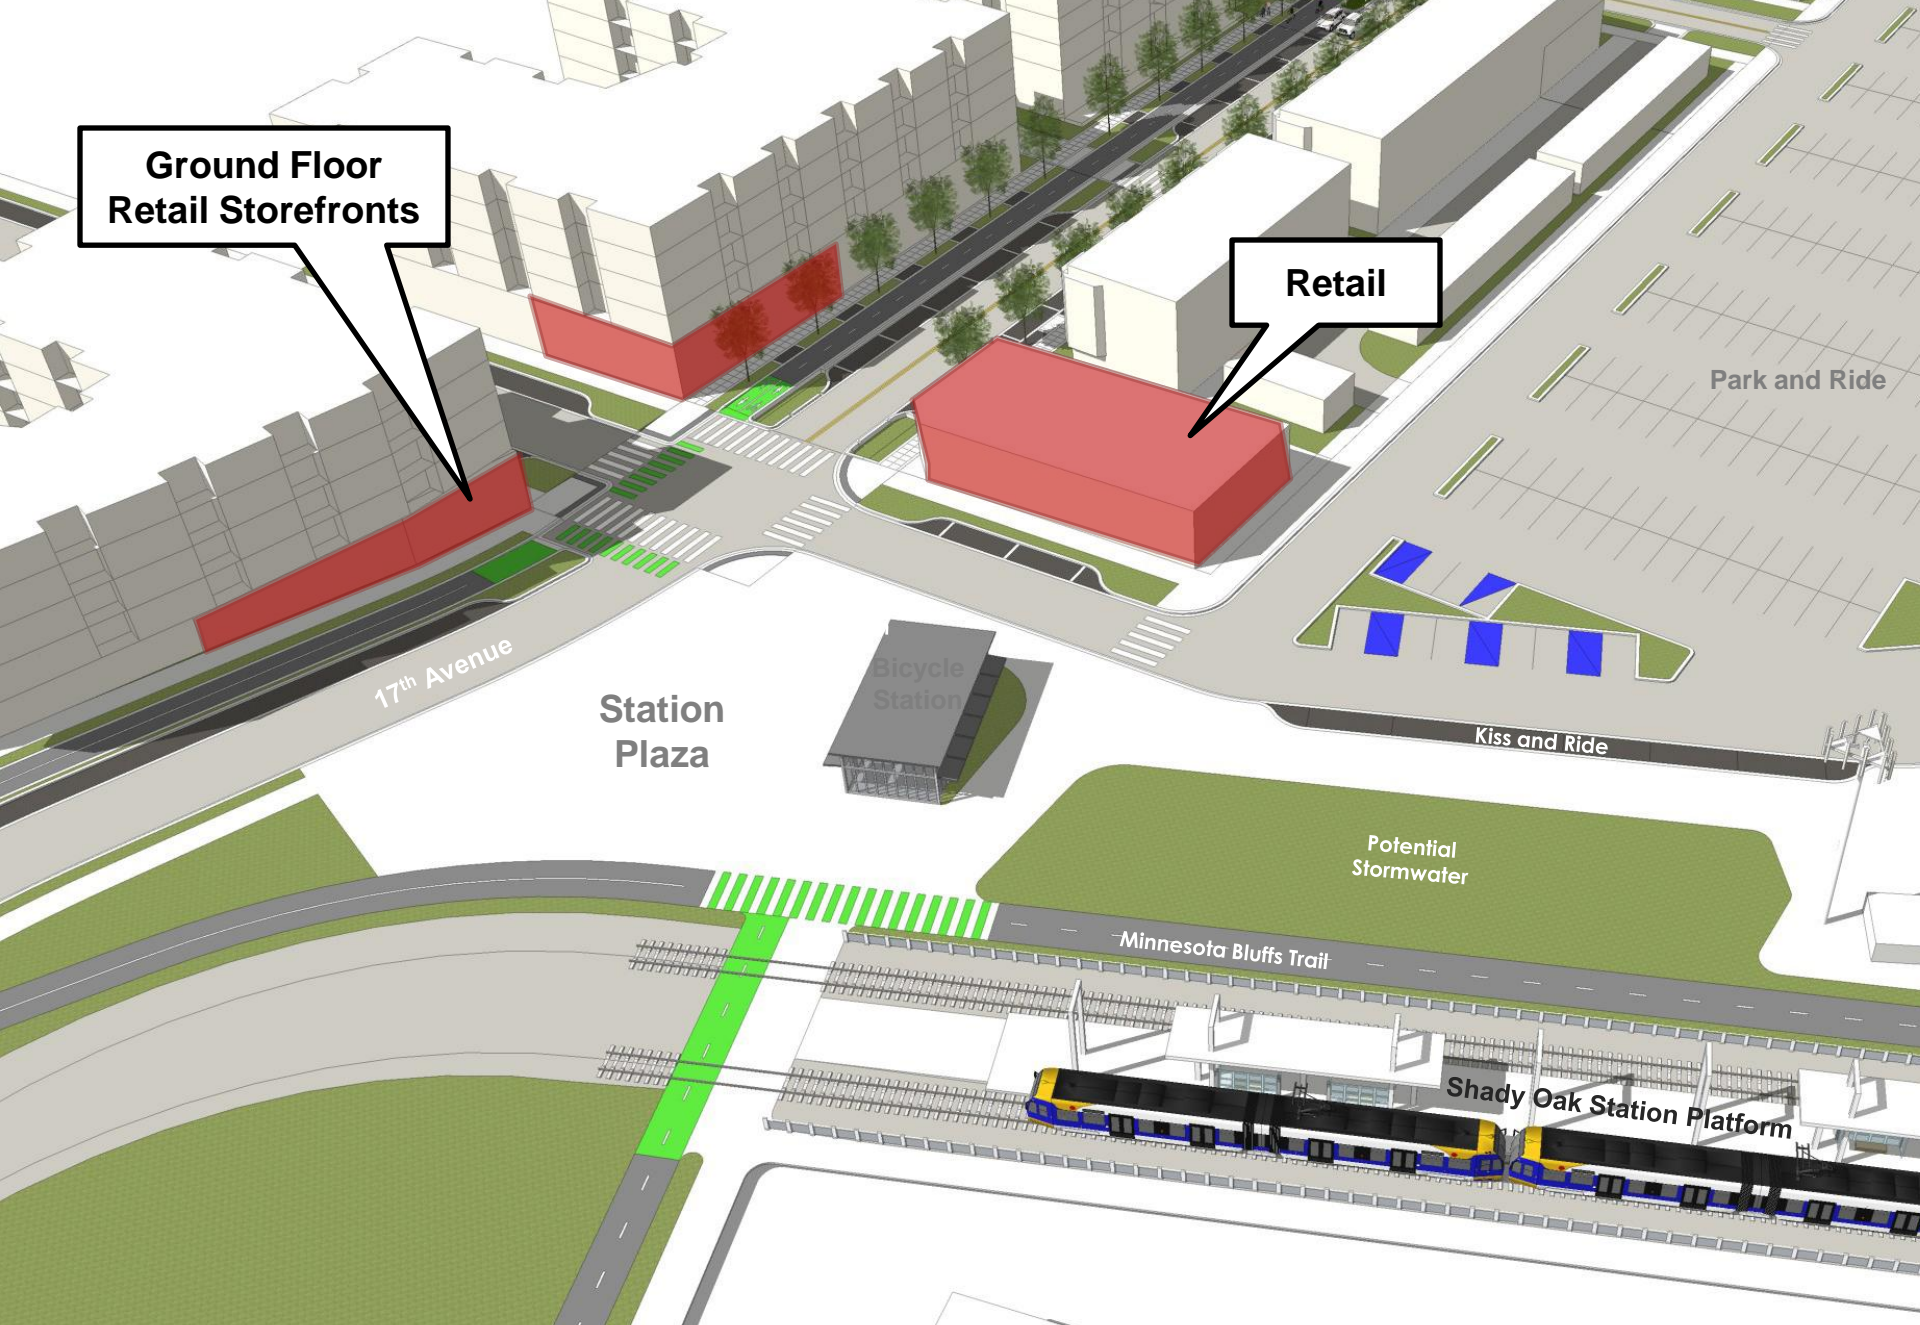 Ground Floor
Retail Storefronts
Retail
Park and Ride
17th Avenue
Station
Plaza
Bicycle
Station
Kiss and Ride
Potential
Stormwater
Minnesota Bluffs Trail
Shady Oak Station Platform